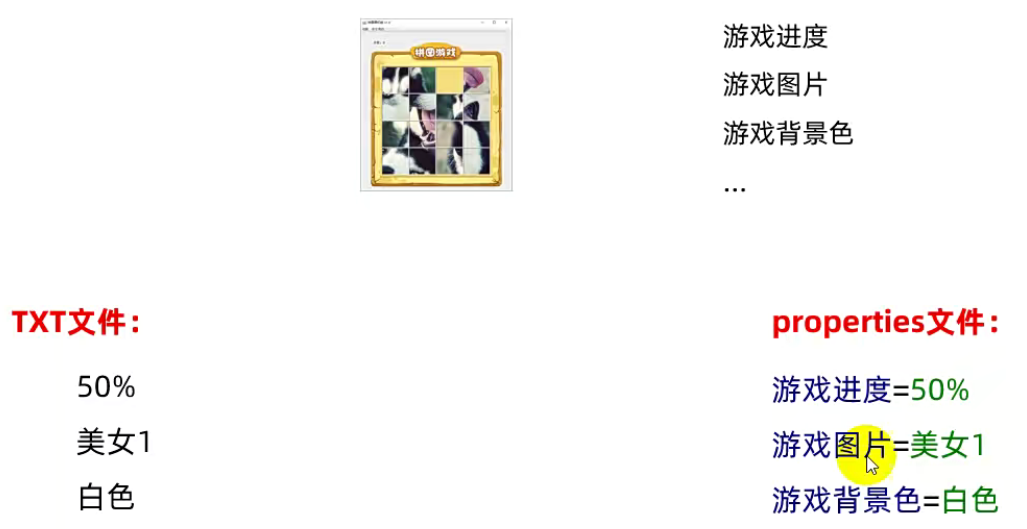 拼图游戏
游戏进度
游戏图片
游戏背景色
...
TXT文件：
50%
美女1
白色
properties文件：
游戏进度=50%
游戏图片=美女1
游戏背景色=白色